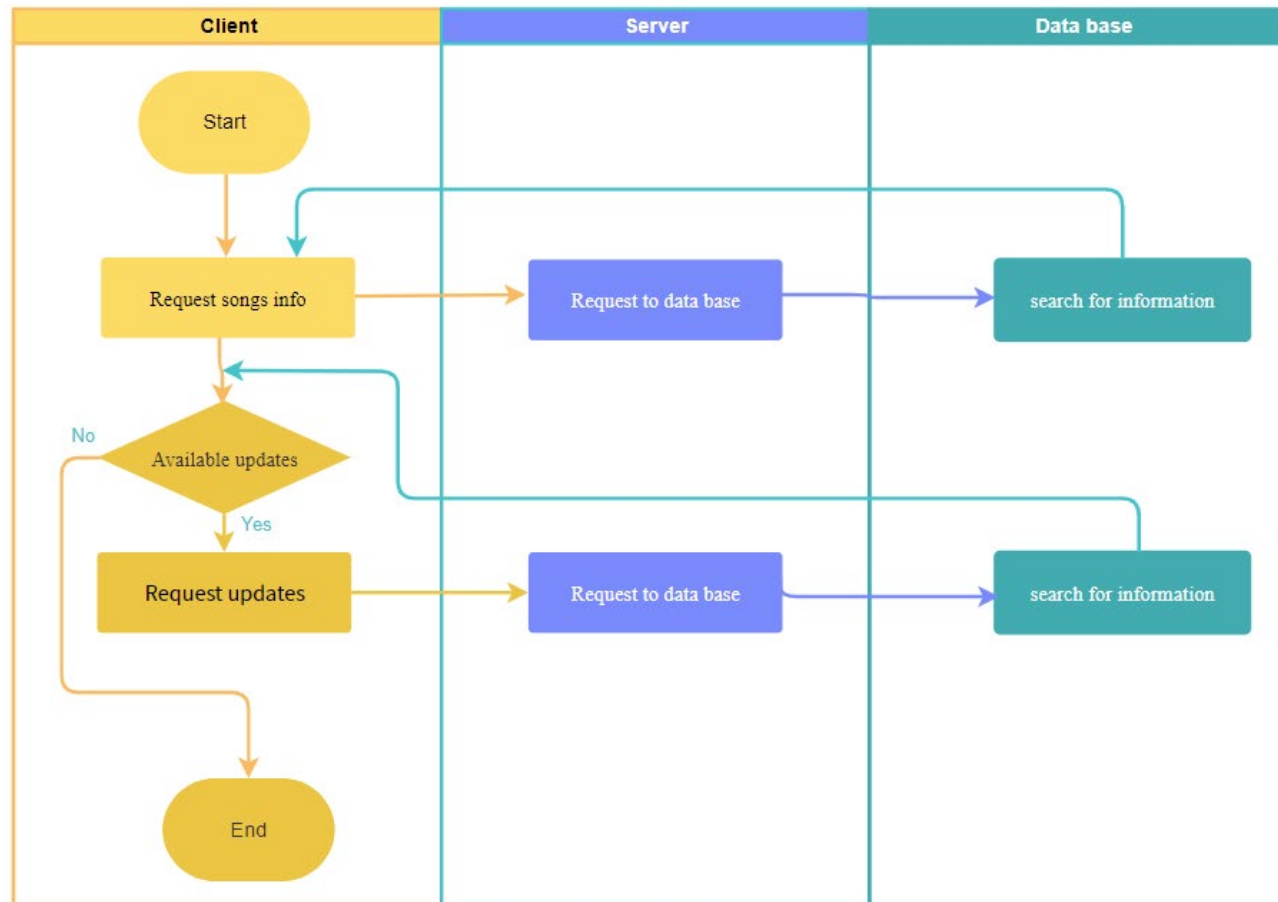 Client
Server
Data base
Start
Request songs info
Request to data base
search for information
No
Available updates
Yes
Request updates
Request to data base
search for information
End